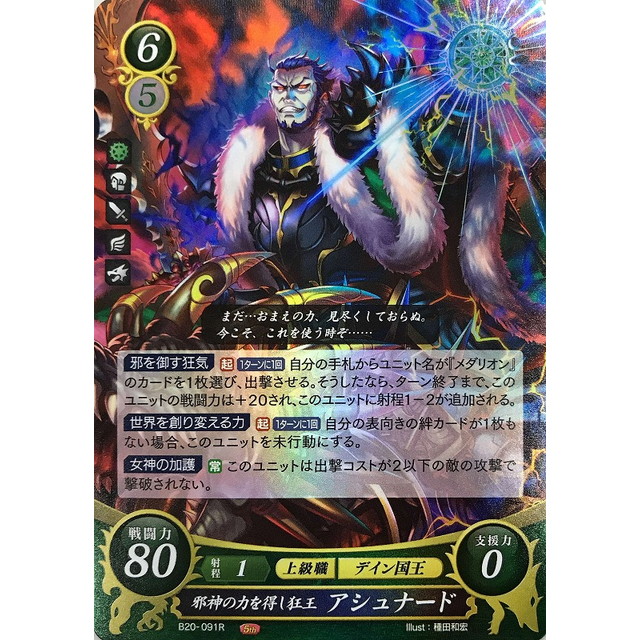 6
5
まだ…おまえの力、見尽くしておらぬ。
今こそ、これを使う時ぞ……
邪を御す狂気 起 1ターンに1回 自分の手札からユニット名が『メダリオン』
のカードを1枚選び、出撃させる。そうしたなら、ターン終了まで、この
ユニットの戦闘力は+20され、このユニットに射程1-2が追加される。
世界を創り変える力 起 1ターンに1回 自分の表向きの絆カードが1枚も
ない場合、このユニットを未行動にする。
女神の加護 常 このユニットは出撃コストが2以下の敵の攻撃で
撃破されない。
戦闘力
80
射程 1
上級職
デイン国王
支援力
0
邪神の力を得し狂王 アシュナード
B20-091R 5th
Illust:種田和宏